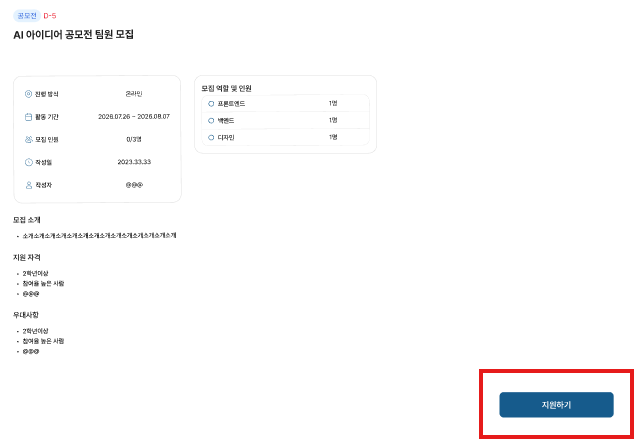 공모전 D-5
AI 아이디어 공모전 팀원 모집
진행 방식 온라인
활동 기간 2026.07.26 ~ 2026.08.07
모집 인원 0/3명
작성일 2023.33.33
작성자 @@@
모집 역할 및 인원
프론트엔드 1명
백엔드 1명
디자인 1명
모집 소개
• 소개소개소개소개소개소개소개소개소개소개소개소개소개소개
지원 자격
• 2학년이상
• 참여율 높은 사람
• @@@
우대사항
• 2학년이상
• 참여율 높은 사람
• @@@
지원하기